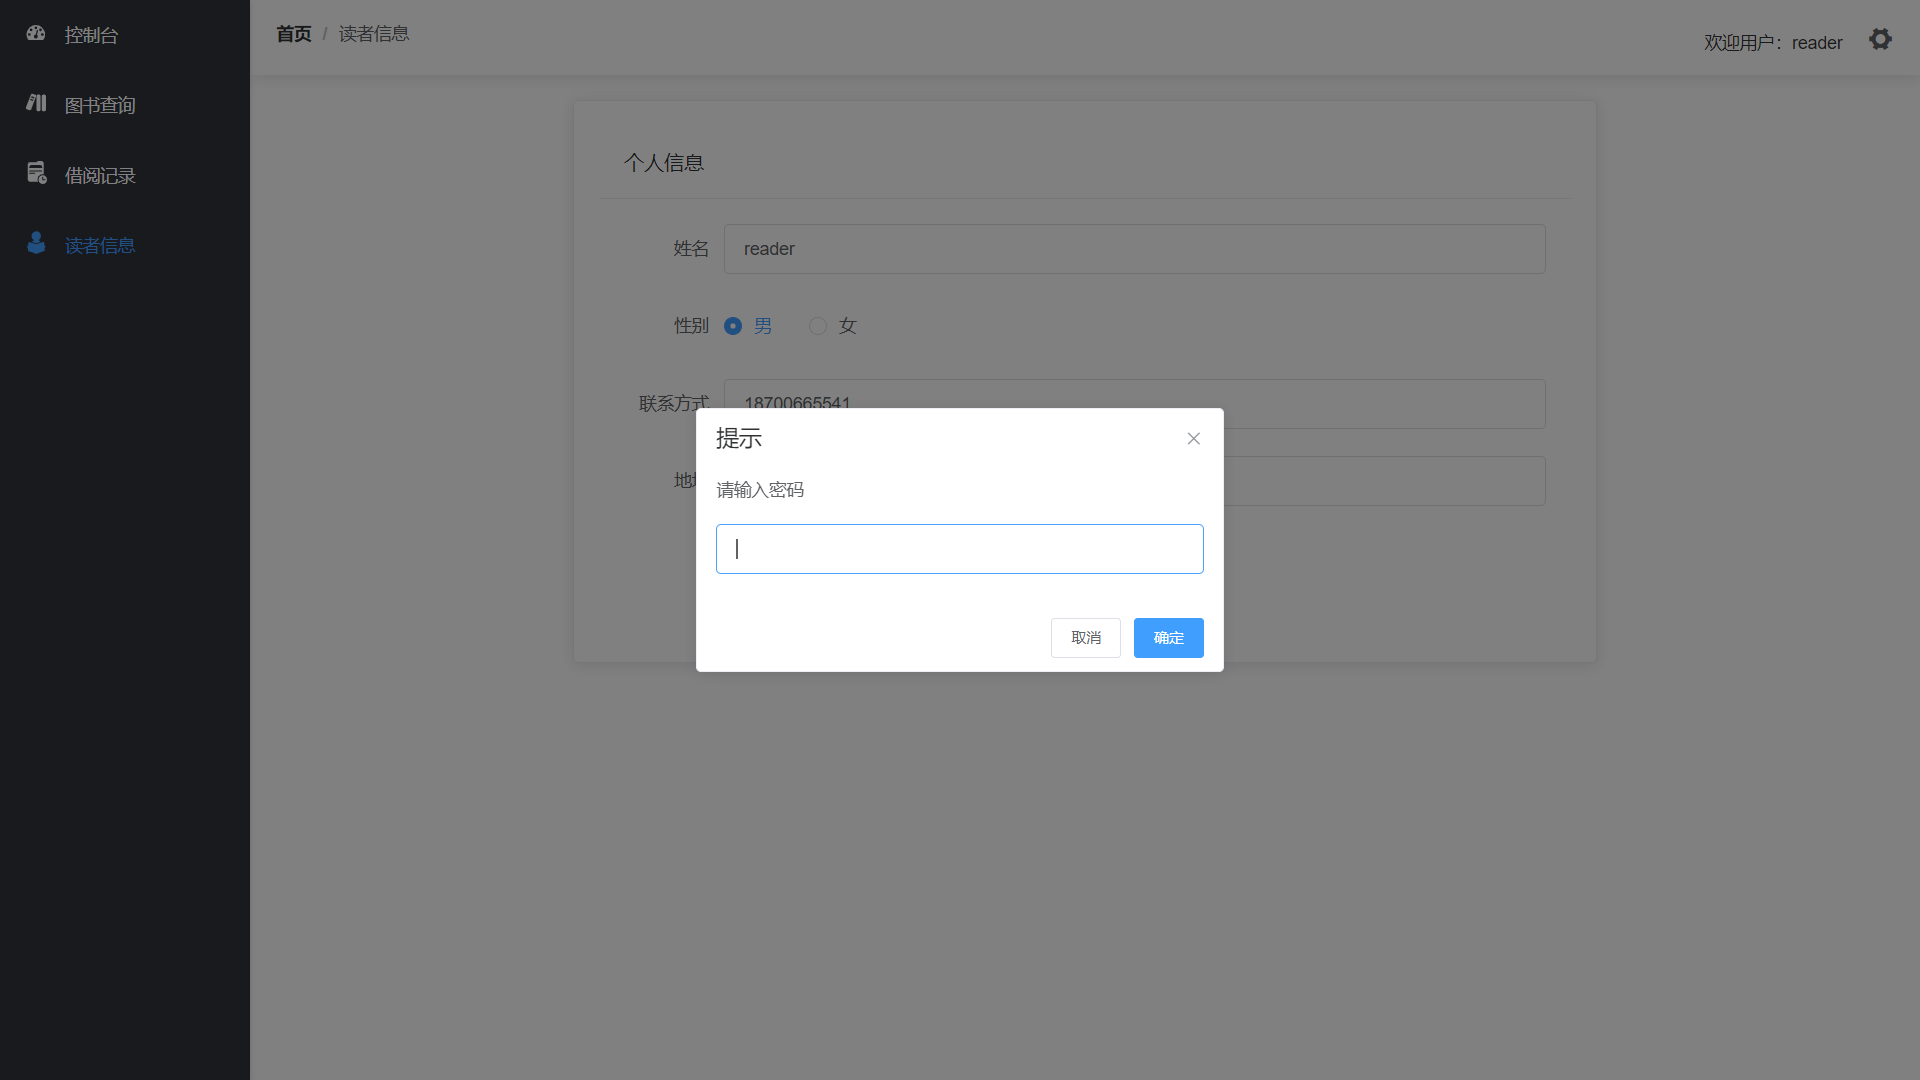 控制台
图书查询
借阅记录
读者信息
首页 / 读者信息
欢迎用户：reader
个人信息
姓名 reader
性别 男 女
联系方式 18700665541
提示
请输入密码
取消 确定